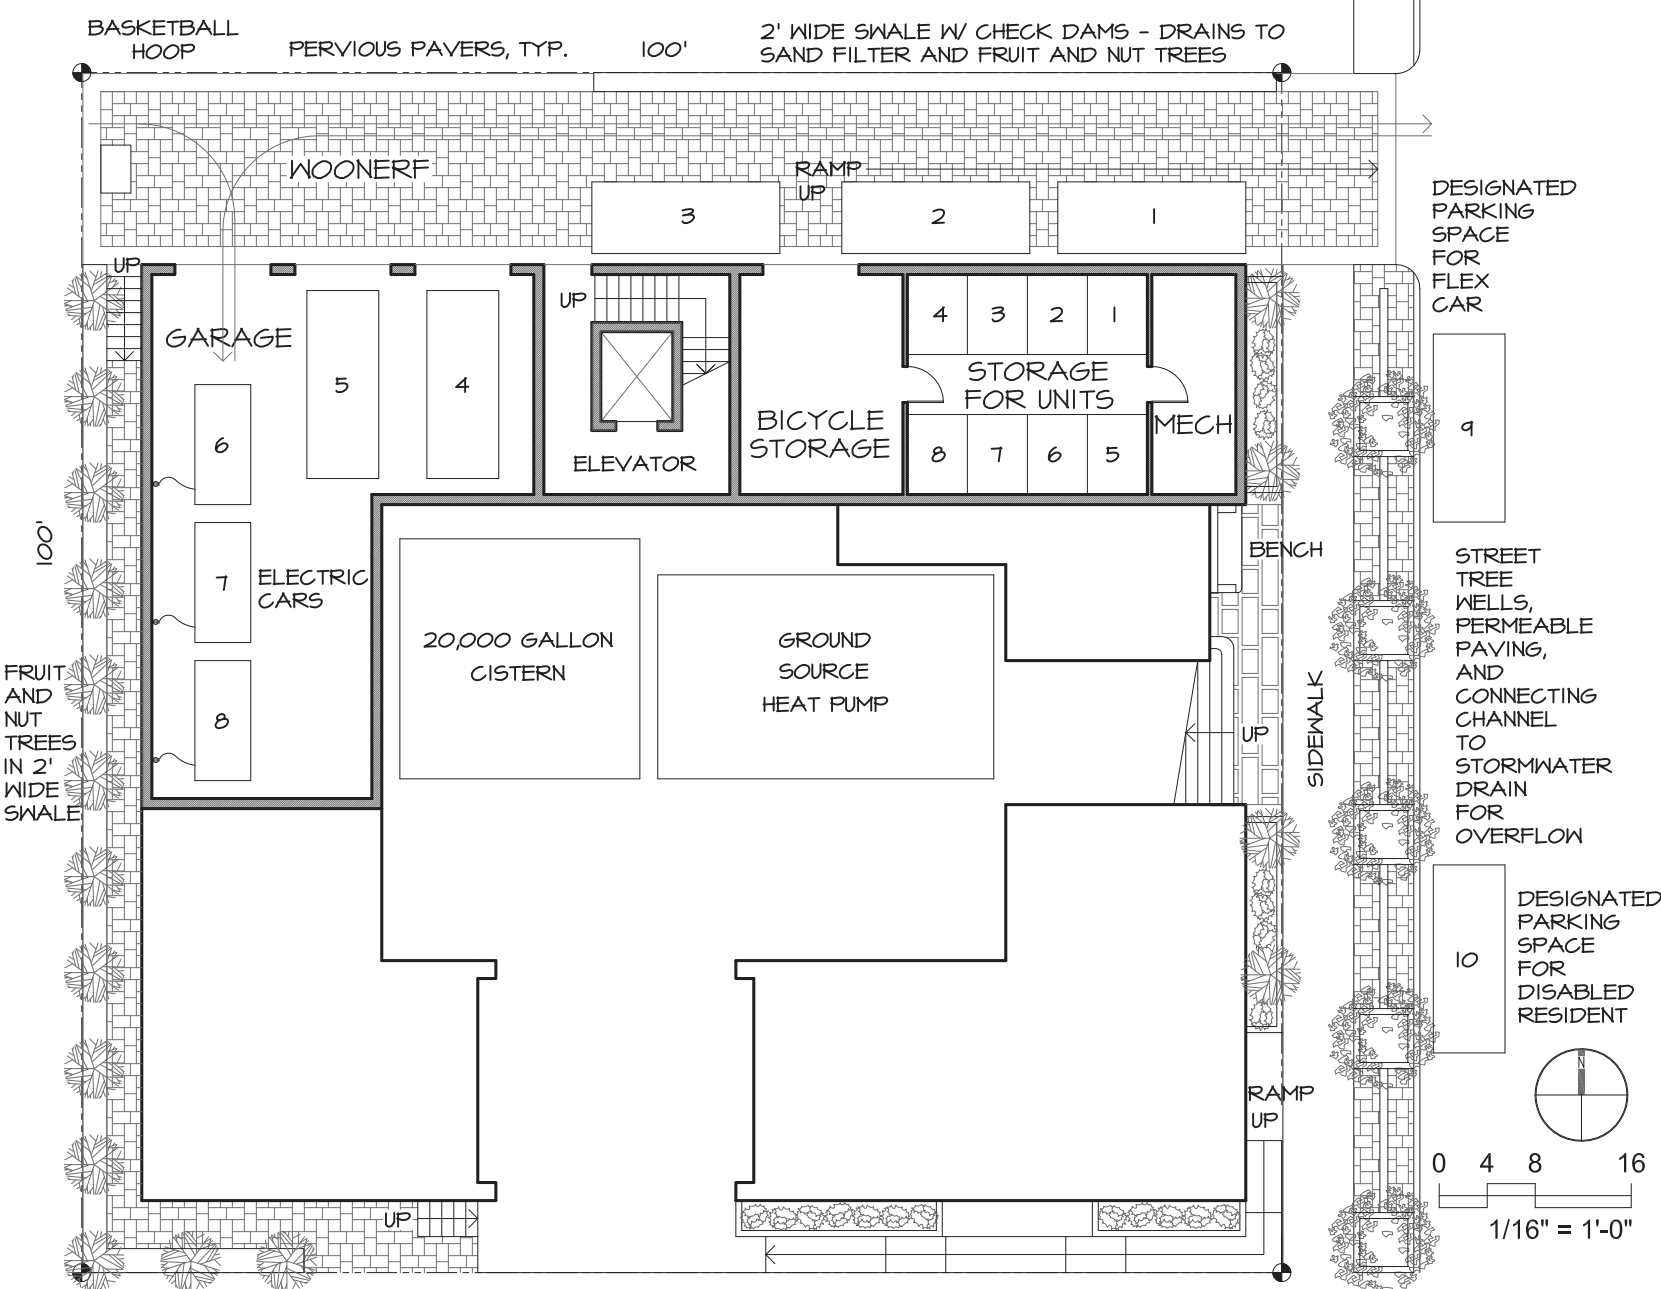 BASKETBALL
HOOP
PERVIOUS PAVERS, TYP.
100'
2' WIDE SWALE W/ CHECK DAMS - DRAINS TO
SAND FILTER AND FRUIT AND NUT TREES
WOONERF
RAMP
UP
3
2
1
DESIGNATED
PARKING
SPACE
FOR
FLEX
CAR
UP
GARAGE
5
4
6
7
8
ELECTRIC
CARS
UP
ELEVATOR
BICYCLE
STORAGE
4
3
2
1
STORAGE
FOR UNITS
8
7
6
5
MECH
9
100'
20,000 GALLON
CISTERN
GROUND
SOURCE
HEAT PUMP
BENCH
UP
SIDEWALK
STREET
TREE
WELLS,
PERMEABLE
PAVING,
AND
CONNECTING
CHANNEL
TO
STORMWATER
DRAIN
FOR
OVERFLOW
FRUIT
AND
NUT
TREES
IN 2'
WIDE
SWALE
10
DESIGNATED
PARKING
SPACE
FOR
DISABLED
RESIDENT
RAMP
UP
UP
N
0 4 8 16
1/16" = 1'-0"